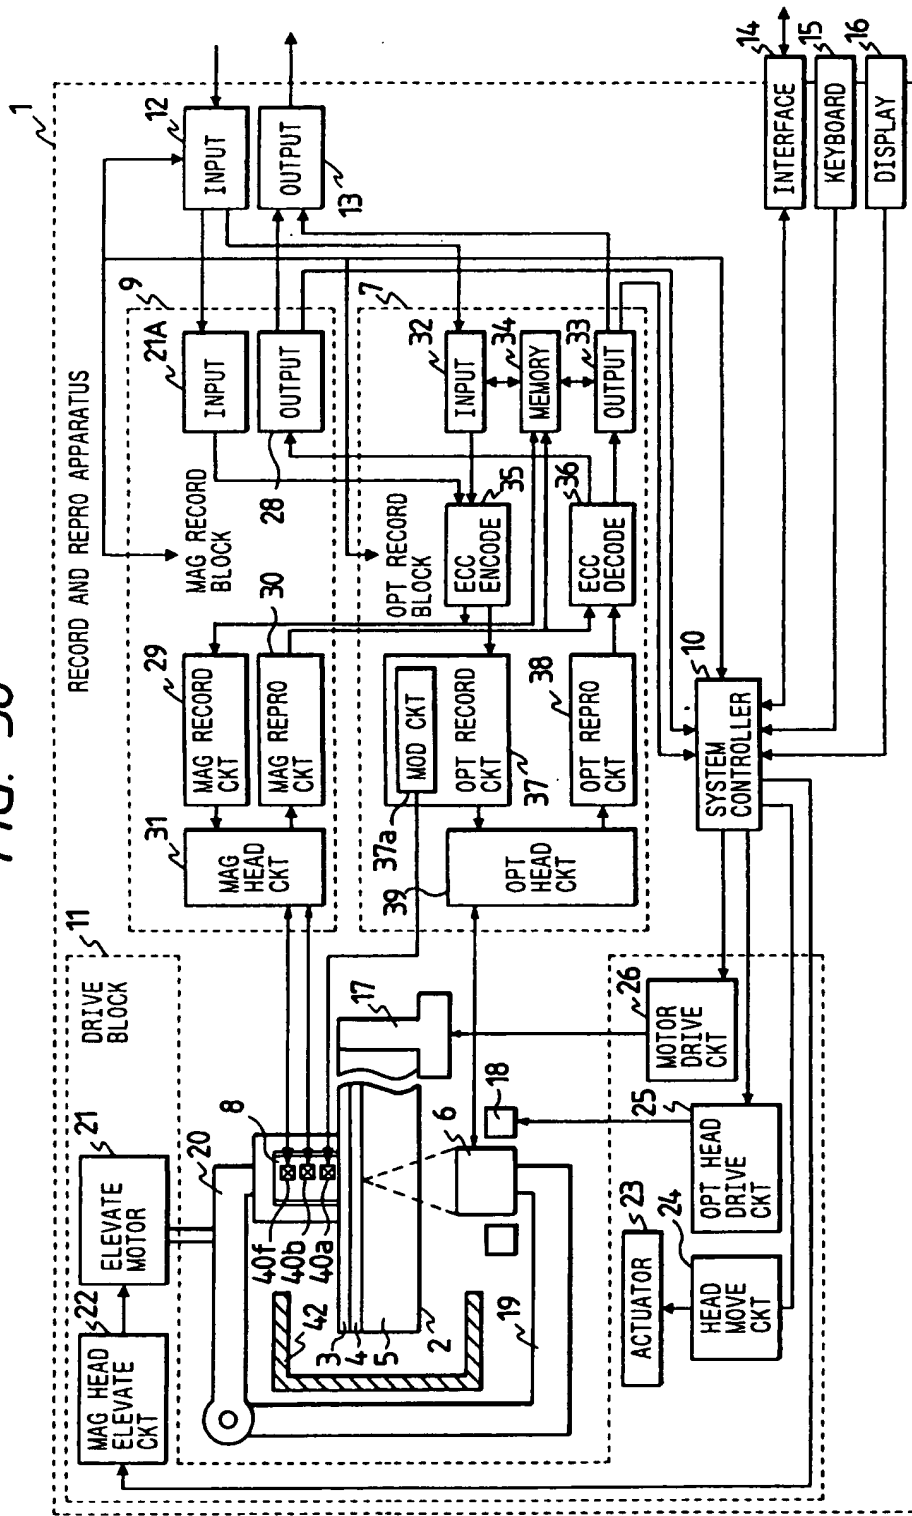 RECORD AND REPRO APPARATUS
1
DRIVE
BLOCK
11
MAG HEAD
ELEVATE
CKT
22
ELEVATE
MOTOR
21
20
8
40f
40b
40a
42
3
4
5
2
19
6
18
17
MAG RECORD
BLOCK
9
MAG HEAD
CKT
31
MAG RECORD
CKT
29
MAG REPRO
CKT
30
INPUT
21A
OUTPUT
28
INPUT
12
OUTPUT
13
OPT RECORD
BLOCK
7
OPT HEAD
CKT
39
MOD CKT
37a
OPT RECORD
CKT
37
OPT REPRO
CKT
38
ECC
ENCODE
35
ECC
DECODE
36
INPUT
32
MEMORY
34
OUTPUT
33
SYSTEM
CONTROLLER
10
INTERFACE
14
KEYBOARD
15
DISPLAY
16
MOTOR
DRIVE
CKT
26
OPT HEAD
DRIVE
CKT
25
HEAD
MOVE
CKT
24
ACTUATOR
23